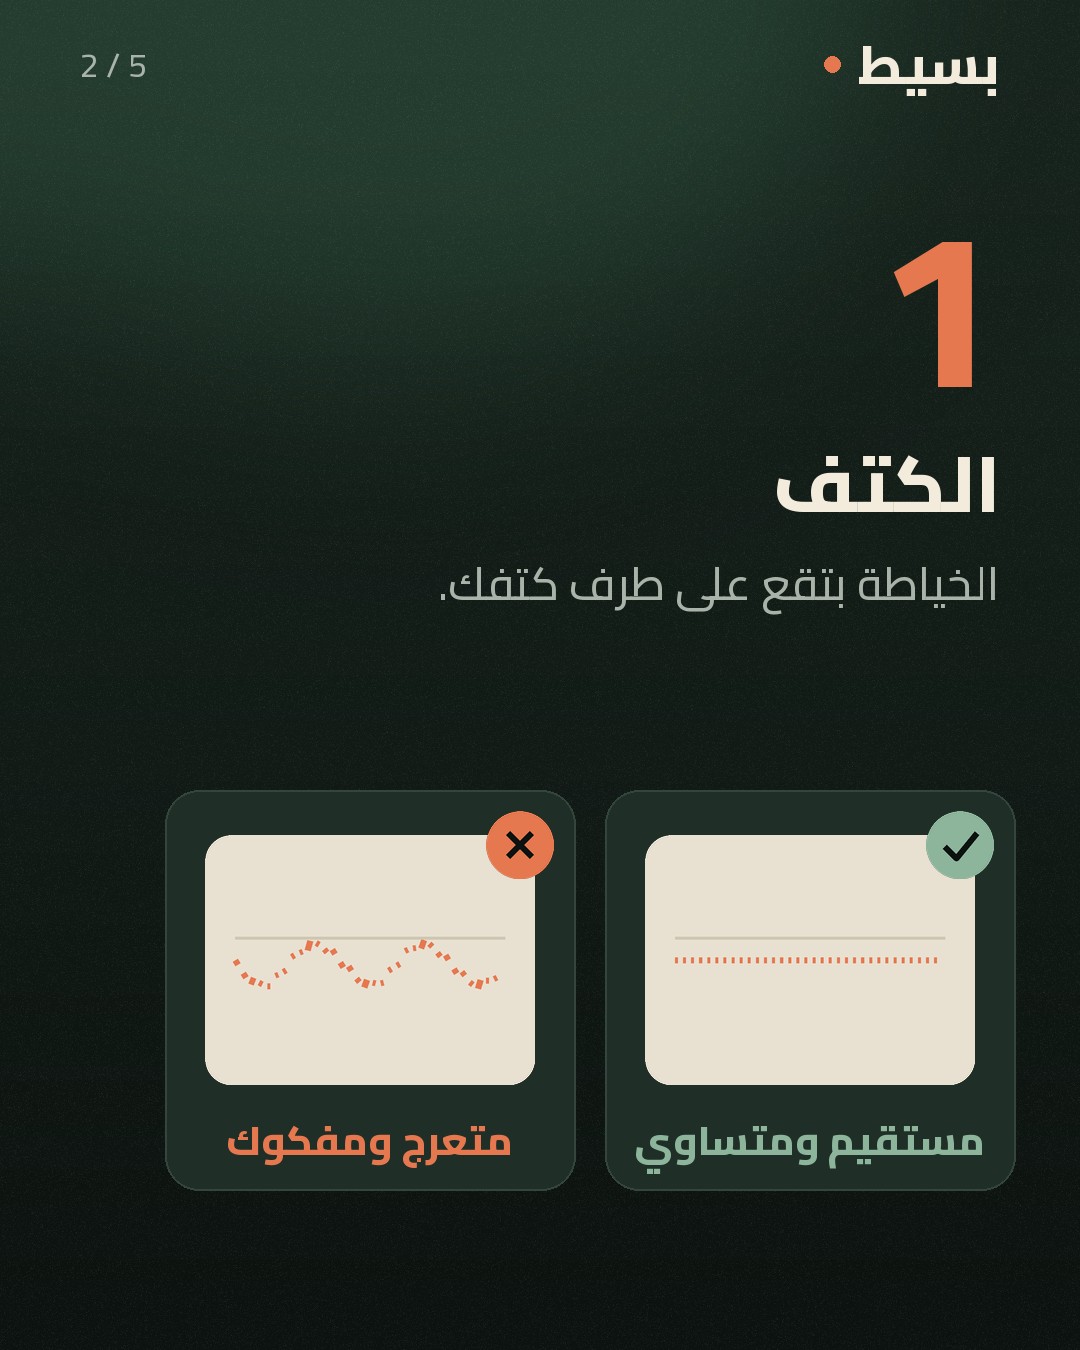 بسيط
2 / 5
1
الكتف
الخياطة بتقع على طرف كتفك.
مستقيم ومتساوي
متعرج ومفكوك